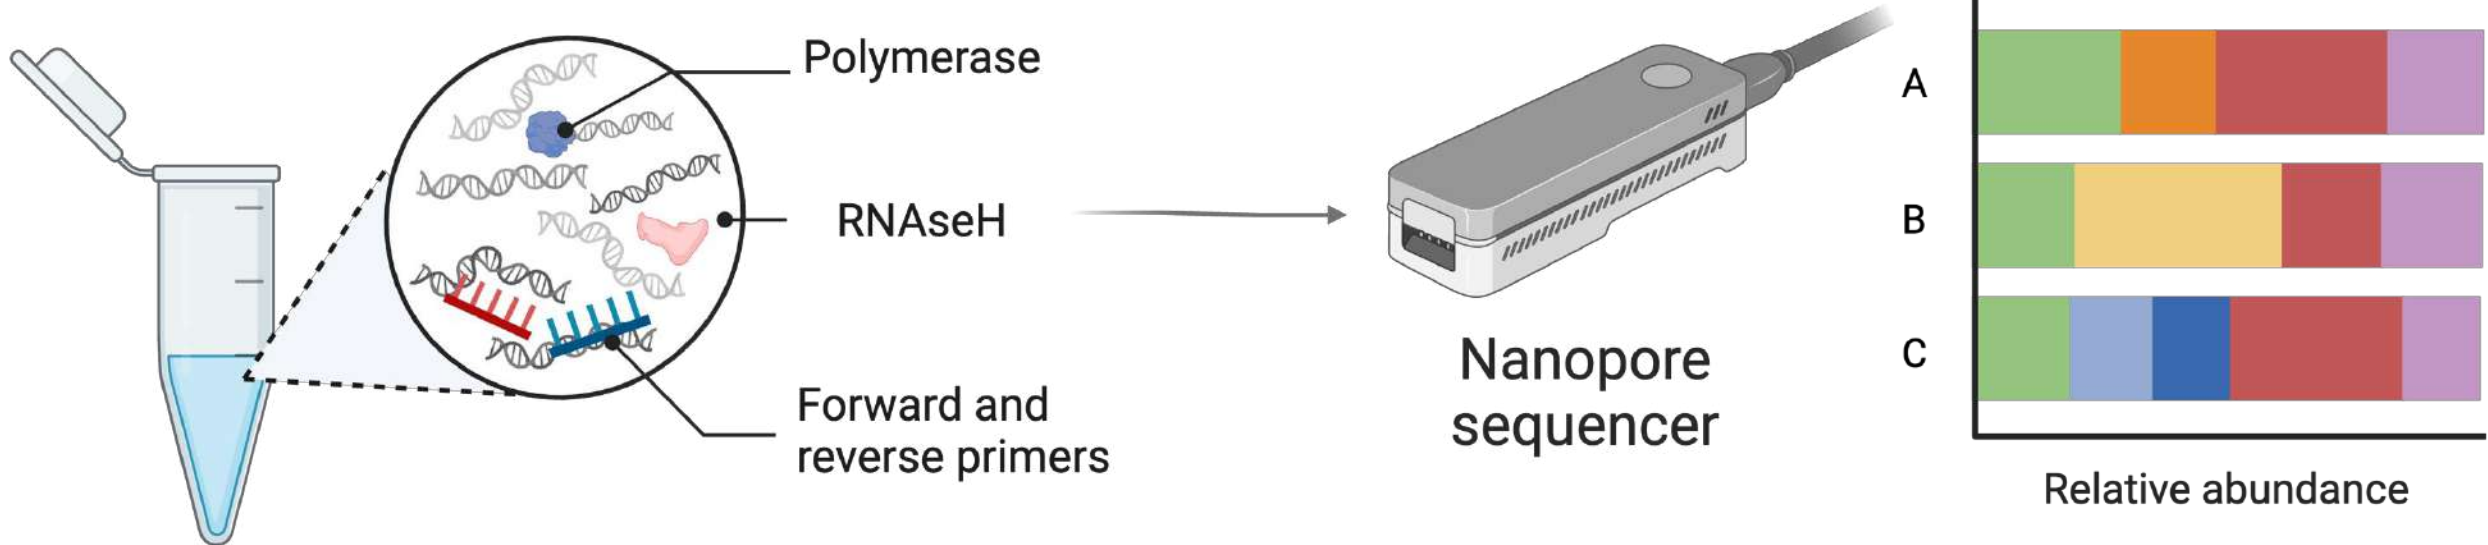 Polymerase
RNAseH
Forward and
reverse primers
Nanopore
sequencer
A
B
C
Relative abundance